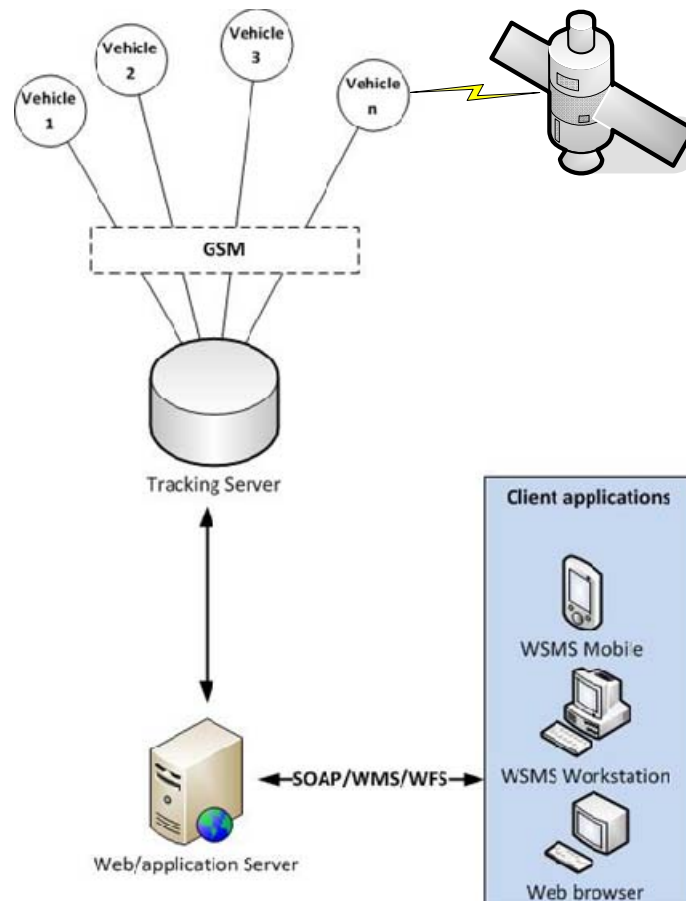 Vehicle
1
Vehicle
2
Vehicle
3
Vehicle
n
GSM
Tracking Server
Client applications
WSMS Mobile
WSMS Workstation
Web browser
SOAP/WMS/WFS
Web/application Server